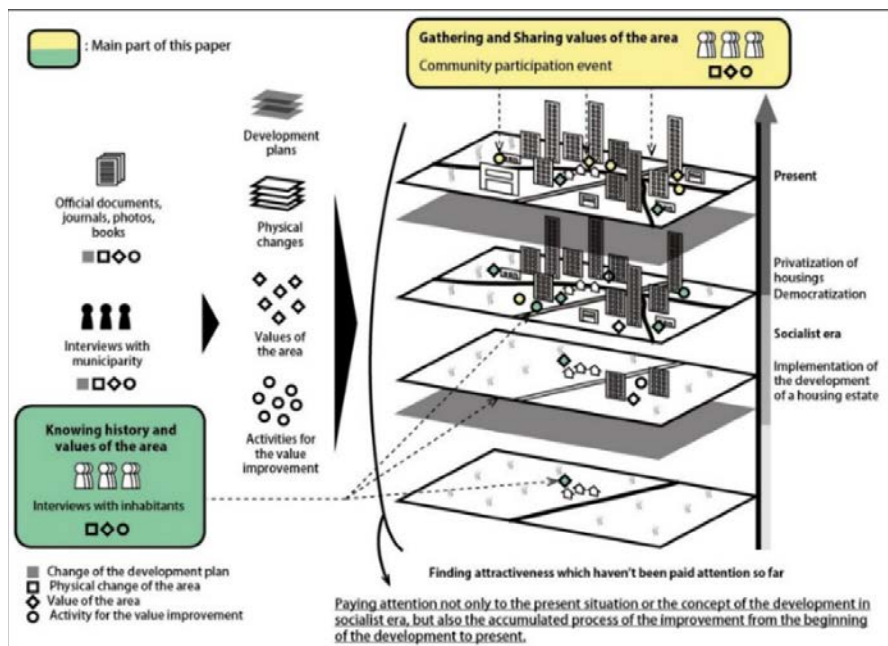 : Main part of this paper
Gathering and Sharing values of the area
Community participation event
Development
plans
Official documents,
journals, photos,
books
Physical
changes
Interviews with
municiparity
Values of
the area
Knowing history and
values of the area
Interviews with inhabitants
Activities for
the value
improvement
Present
Privatization of
housings
Democratization
Socialist era
Implementation of
the development
of a housing estate
Change of the development plan
Physical change of the area
Value of the area
Activity for the value improvement
Finding attractiveness which haven't been paid attention so far
Paying attention not only to the present situation or the concept of the development in
socialist era, but also the accumulated process of the improvement from the beginning
of the development to present.